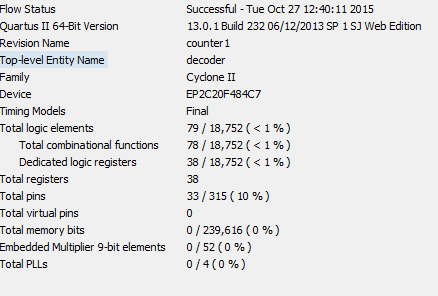 Flow Status Successful - Tue Oct 27 12:40:11 2015
Quartus II 64-Bit Version 13.0.1 Build 232 06/12/2013 SP 1 SJ Web Edition
Revision Name counter1
Top-level Entity Name decoder
Family Cyclone II
Device EP2C20F484C7
Timing Models Final
Total logic elements 79 / 18,752 ( < 1 % )
Total combinational functions 78 / 18,752 ( < 1 % )
Dedicated logic registers 38 / 18,752 ( < 1 % )
Total registers 38
Total pins 33 / 315 ( 10 % )
Total virtual pins 0
Total memory bits 0 / 239,616 ( 0 % )
Embedded Multiplier 9-bit elements 0 / 52 ( 0 % )
Total PLLs 0 / 4 ( 0 % )